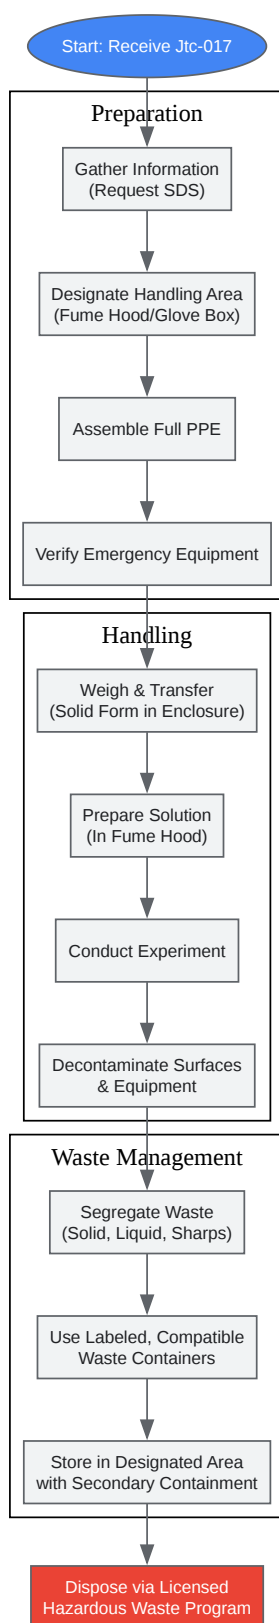 Start: Receive Jtc-017
Preparation
Gather Information
(Request SDS)
Designate Handling Area
(Fume Hood/Glove Box)
Assemble Full PPE
Verify Emergency Equipment
Handling
Weigh & Transfer
(Solid Form in Enclosure)
Prepare Solution
(In Fume Hood)
Conduct Experiment
Decontaminate Surfaces
& Equipment
Waste Management
Segregate Waste
(Solid, Liquid, Sharps)
Use Labeled, Compatible
Waste Containers
Store in Designated Area
with Secondary Containment
Dispose via Licensed
Hazardous Waste Program